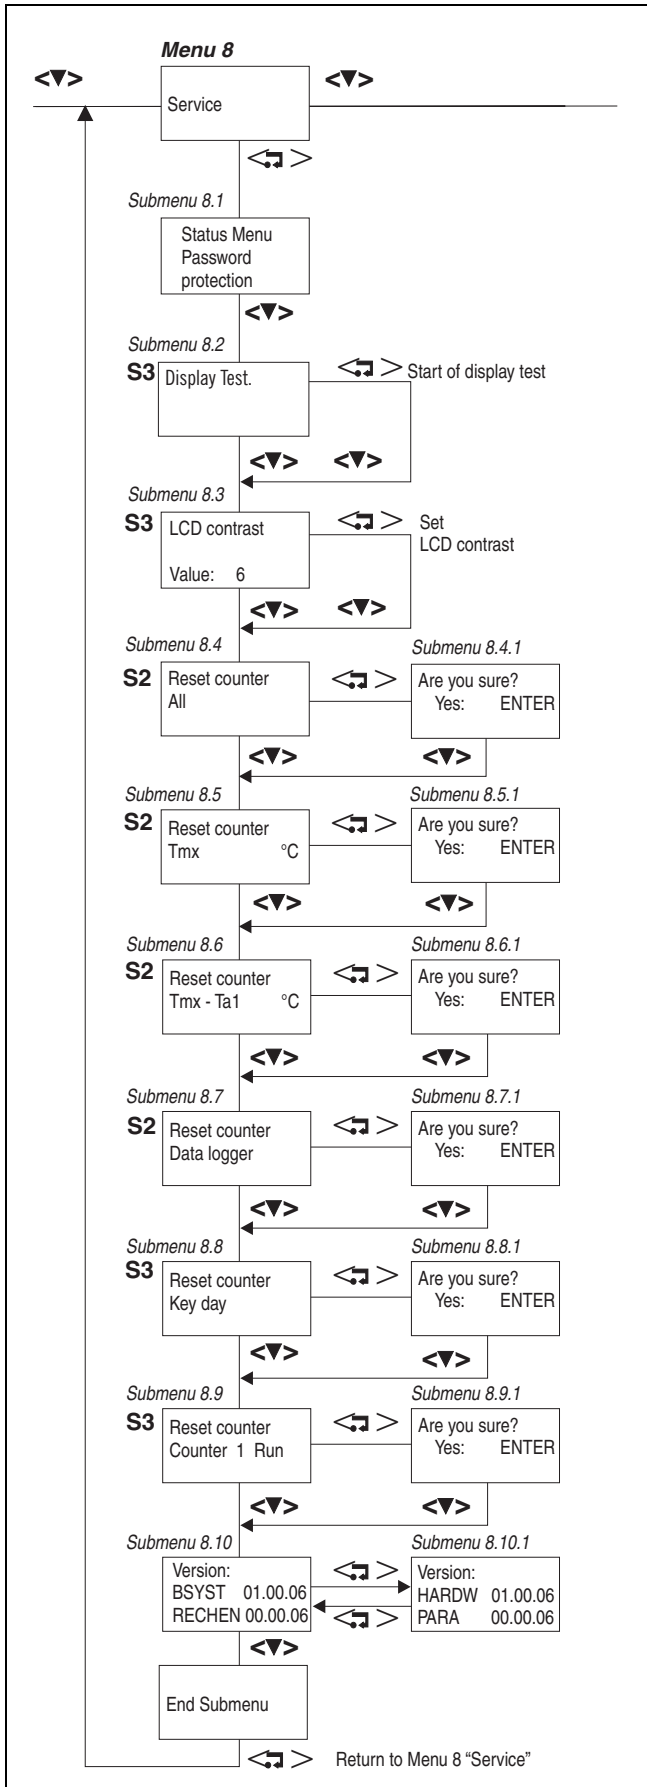 Menu 8
<▼> <▼>
Service
< >
Submenu 8.1
Status Menu
Password
protection
<▼>
Submenu 8.2
S3 Display Test. < > Start of display test
<▼> <▼>
Submenu 8.3
S3 LCD contrast < > Set
LCD contrast
Value: 6
<▼> <▼>
Submenu 8.4 Submenu 8.4.1
S2 Reset counter < > Are you sure?
All Yes: ENTER
<▼> <▼>
Submenu 8.5 Submenu 8.5.1
S2 Reset counter < > Are you sure?
Tmx °C Yes: ENTER
<▼> <▼>
Submenu 8.6 Submenu 8.6.1
S2 Reset counter < > Are you sure?
Tmx - Ta1 °C Yes: ENTER
<▼> <▼>
Submenu 8.7 Submenu 8.7.1
S2 Reset counter < > Are you sure?
Data logger Yes: ENTER
<▼> <▼>
Submenu 8.8 Submenu 8.8.1
S3 Reset counter < > Are you sure?
Key day Yes: ENTER
<▼> <▼>
Submenu 8.9 Submenu 8.9.1
S3 Reset counter < > Are you sure?
Counter 1 Run Yes: ENTER
<▼> <▼>
Submenu 8.10 Submenu 8.10.1
Version: < > Version:
BSYST 01.00.06 HARDW 01.00.06
RECHEN 00.00.06 < > PARA 00.00.06
<▼>
End Submenu
< > Return to Menu 8 “Service”